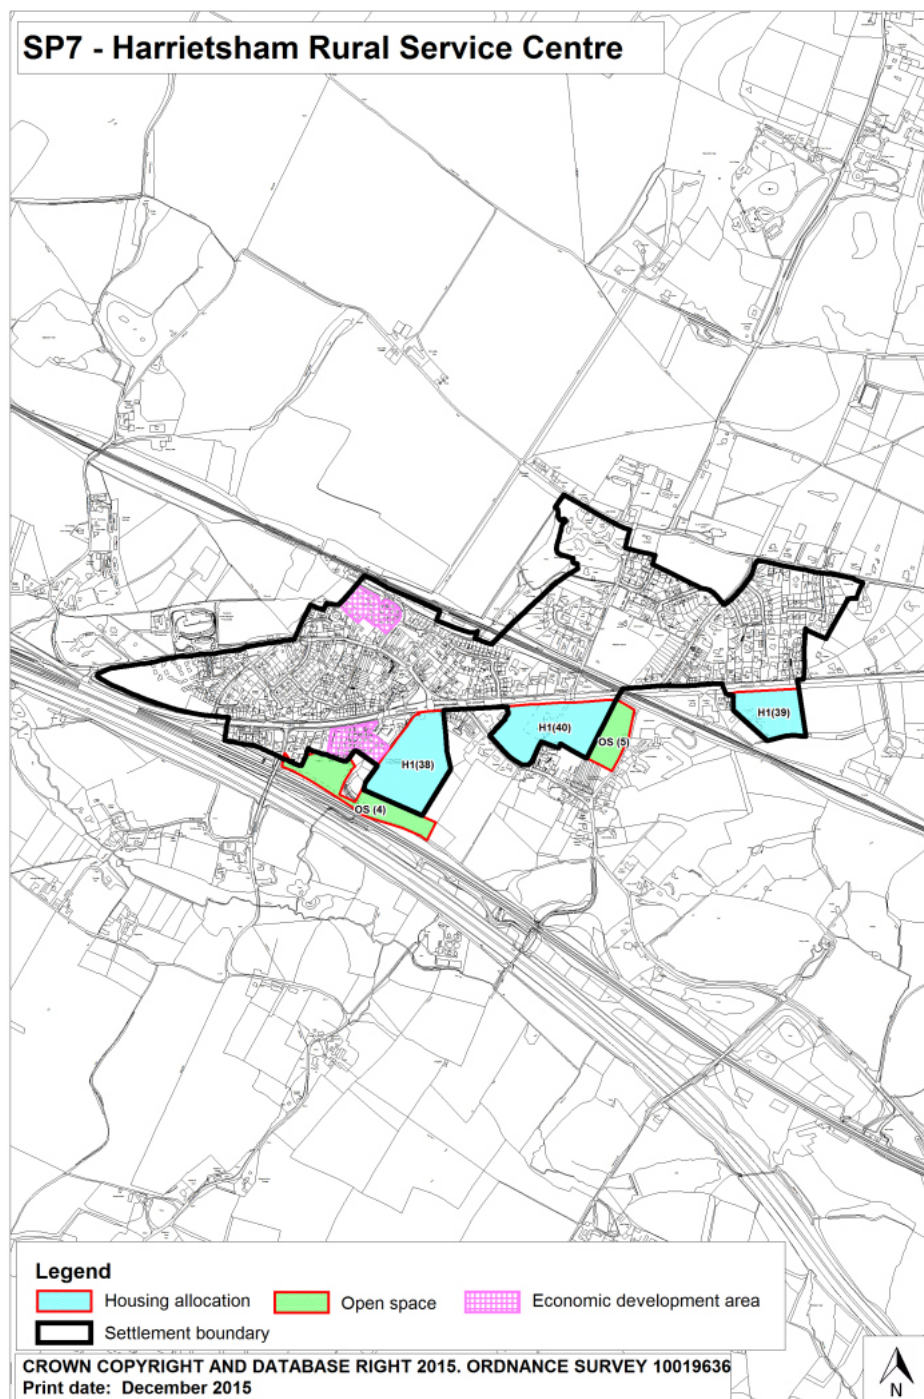 SP7 - Harrietsham Rural Service Centre
H1(39)
H1(40)
OS (5)
H1(38)
OS (4)
Legend
Housing allocation
Open space
Economic development area
Settlement boundary
CROWN COPYRIGHT AND DATABASE RIGHT 2015. ORDNANCE SURVEY 10019636
Print date: December 2015
N